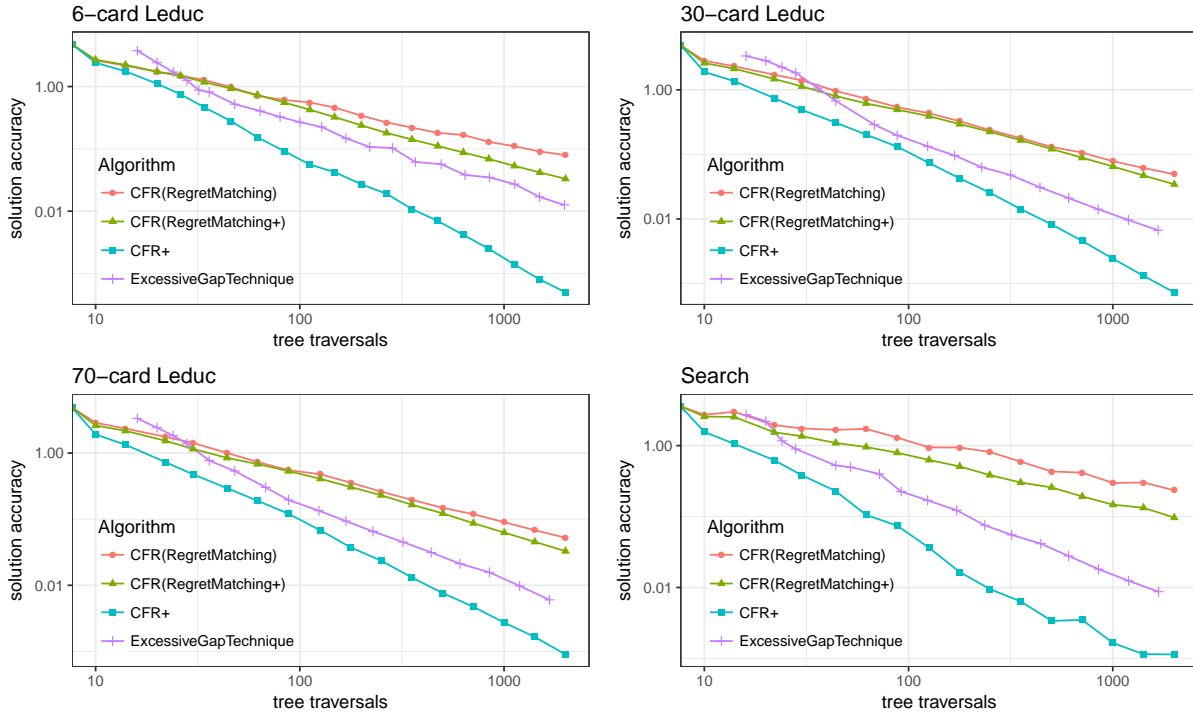 6−card Leduc
solution accuracy
1.00
0.01
Algorithm
CFR(RegretMatching)
CFR(RegretMatching+)
CFR+
ExcessiveGapTechnique
10
100
1000
tree traversals
30−card Leduc
solution accuracy
1.00
0.01
Algorithm
CFR(RegretMatching)
CFR(RegretMatching+)
CFR+
ExcessiveGapTechnique
10
100
1000
tree traversals
70−card Leduc
solution accuracy
1.00
0.01
Algorithm
CFR(RegretMatching)
CFR(RegretMatching+)
CFR+
ExcessiveGapTechnique
10
100
1000
tree traversals
Search
solution accuracy
1.00
0.01
Algorithm
CFR(RegretMatching)
CFR(RegretMatching+)
CFR+
ExcessiveGapTechnique
10
100
1000
tree traversals